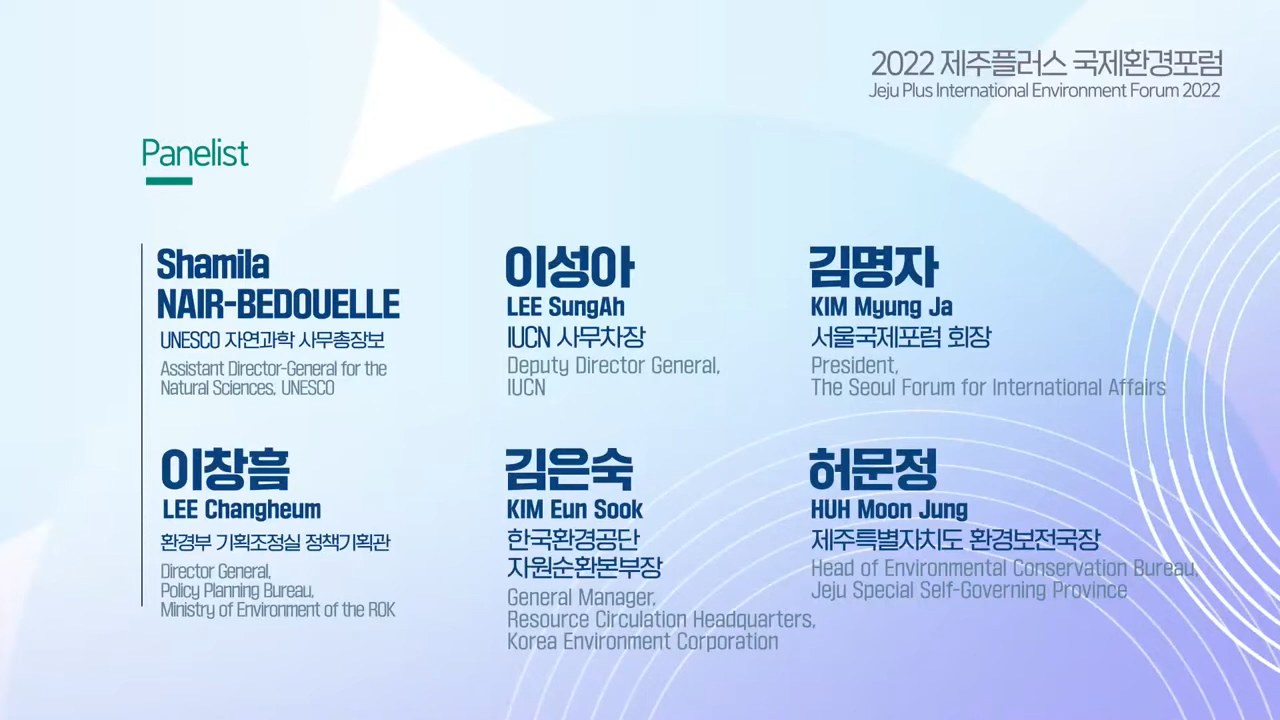 2022 제주플러스 국제환경포럼
Jeju Plus International Environment Forum 2022
Panelist
Shamila
NAIR-BEDOUELLE
UNESCO 자연과학 사무총장보
Assistant Director-General for the
Natural Sciences, UNESCO
이성아
LEE SungAh
IUCN 사무차장
Deputy Director General,
IUCN
김명자
KIM Myung Ja
서울국제포럼 회장
President,
The Seoul Forum for International Affairs
이창흠
LEE Changheum
환경부 기획조정실 정책기획관
Director General,
Policy Planning Bureau,
Ministry of Environment of the ROK
김은숙
KIM Eun Sook
한국환경공단
자원순환본부장
General Manager,
Resource Circulation Headquarters,
Korea Environment Corporation
허문정
HUH Moon Jung
제주특별자치도 환경보전국장
Head of Environmental Conservation Bureau,
Jeju Special Self-Governing Province